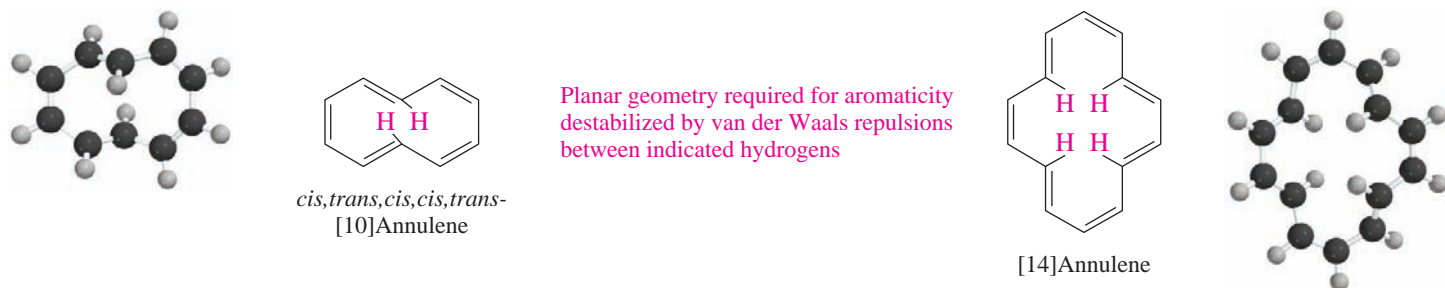 H H
cis,trans,cis,cis,trans-
[10]Annulene
Planar geometry required for aromaticity
destabilized by van der Waals repulsions
between indicated hydrogens
H H
H H
[14]Annulene